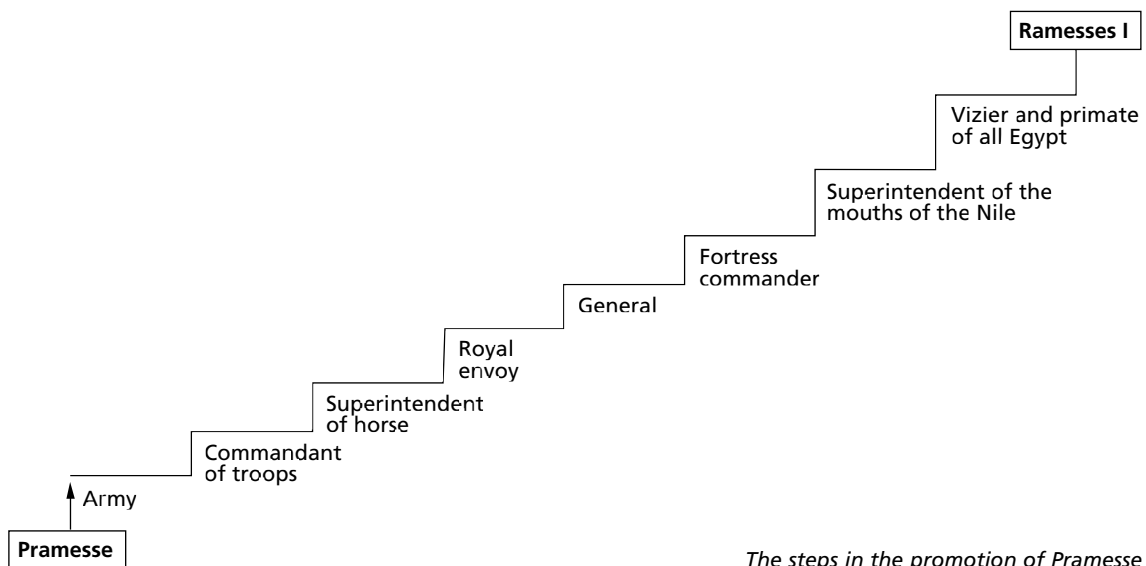 Ramesses I
Vizier and primate
of all Egypt
Superintendent of the
mouths of the Nile
Fortress
commander
General
Royal
envoy
Superintendent
of horse
Commandant
of troops
Army
Pramesse
The steps in the promotion of Pramesse